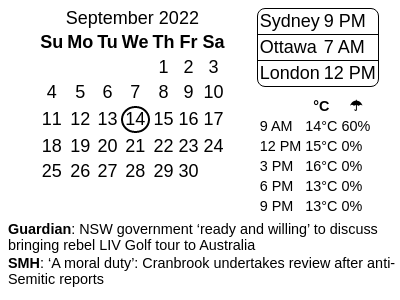 September 2022
Su Mo Tu We Th Fr Sa
1 2 3
4 5 6 7 8 9 10
11 12 13 14 15 16 17
18 19 20 21 22 23 24
25 26 27 28 29 30
Sydney 9 PM
Ottawa 7 AM
London 12 PM
°C ☂
9 AM 14°C 60%
12 PM 15°C 0%
3 PM 16°C 0%
6 PM 13°C 0%
9 PM 13°C 0%
Guardian: NSW government ‘ready and willing’ to discuss
bringing rebel LIV Golf tour to Australia
SMH: ‘A moral duty’: Cranbrook undertakes review after anti-
Semitic reports